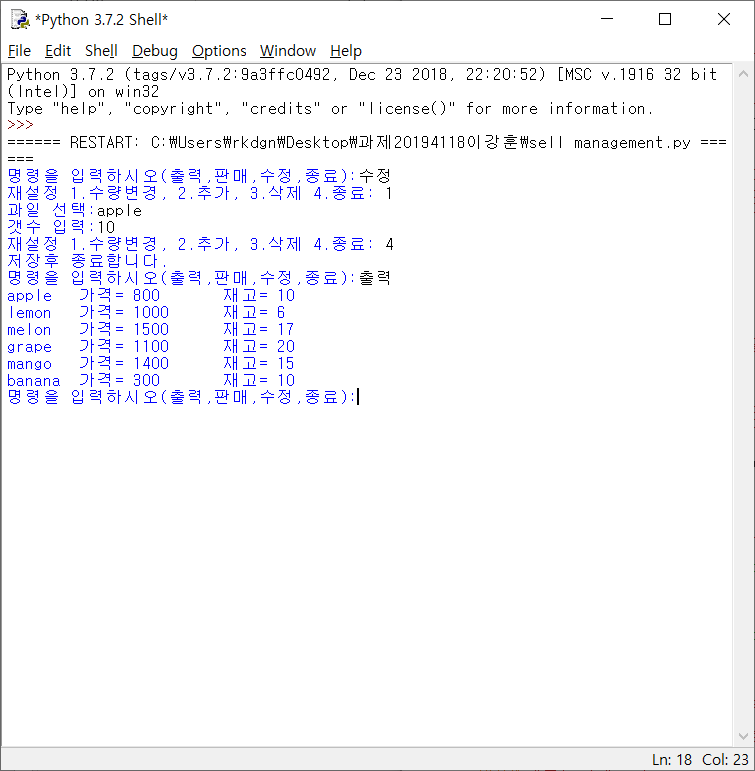 *Python 3.7.2 Shell*
File Edit Shell Debug Options Window Help
Python 3.7.2 (tags/v3.7.2:9a3ffc0492, Dec 23 2018, 22:20:52) [MSC v.1916 32 bit
(Intel)] on win32
Type "help", "copyright", "credits" or "license()" for more information.
>>>
====== RESTART: C:₩Users₩rkdgn₩Desktop₩과제20194118이강훈₩sell management.py ===
===
명령을 입력하시오(출력,판매,수정,종료):수정
재설정 1.수량변경, 2.추가, 3.삭제 4.종료: 1
과일 선택:apple
갯수 입력:10
재설정 1.수량변경, 2.추가, 3.삭제 4.종료: 4
저장후 종료합니다.
명령을 입력하시오(출력,판매,수정,종료):출력
apple 가격= 800 재고= 10
lemon 가격= 1000 재고= 6
melon 가격= 1500 재고= 17
grape 가격= 1100 재고= 20
mango 가격= 1400 재고= 15
banana 가격= 300 재고= 10
명령을 입력하시오(출력,판매,수정,종료):
Ln: 18 Col: 23